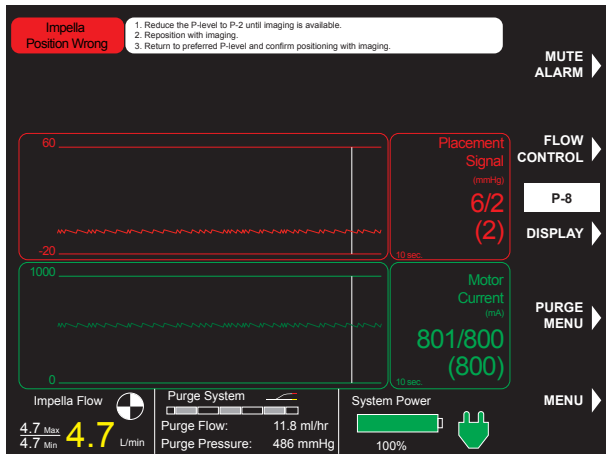 Impella
Position Wrong
1. Reduce the P-level to P-2 until imaging is available.
2. Reposition with imaging.
3. Return to preferred P-level and confirm positioning with imaging.
MUTE
ALARM
60
-20
Placement
Signal
(mmHg)
6/2
(2)
10 sec.
FLOW
CONTROL
P-8
DISPLAY
1000
0
Motor
Current
(mA)
801/800
(800)
10 sec.
PURGE
MENU
Impella Flow
4.7 Max
4.7 Min
4.7 L/min
Purge System
Purge Flow: 11.8 ml/hr
Purge Pressure: 486 mmHg
System Power
100%
MENU